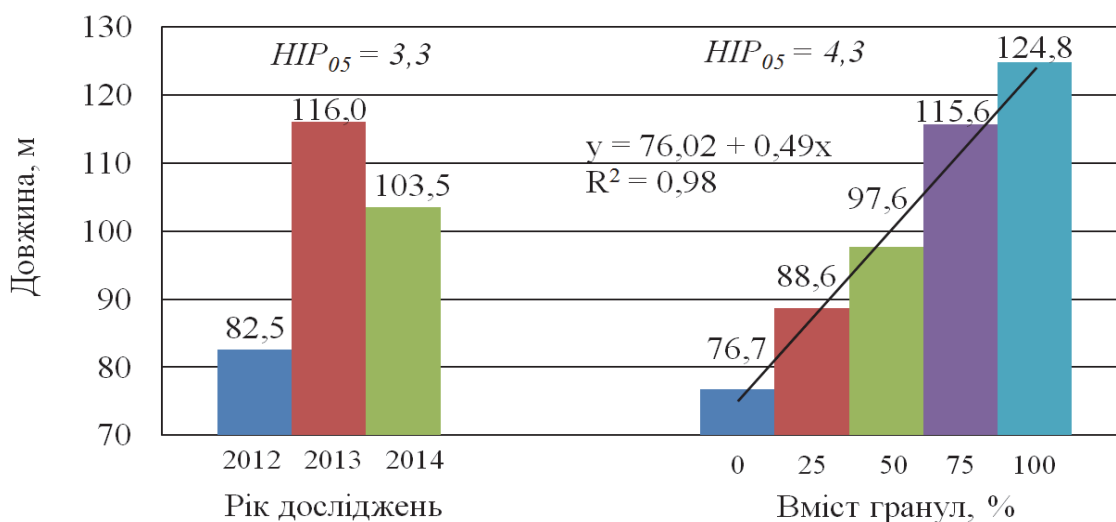 130
120
110
100
90
80
70
Довжина, м
НІР05 = 3,3
НІР05 = 4,3
y = 76,02 + 0,49x
R² = 0,98
82,5
116,0
103,5
76,7
88,6
97,6
115,6
124,8
2012 2013 2014
0 25 50 75 100
Рік досліджень
Вміст гранул, %